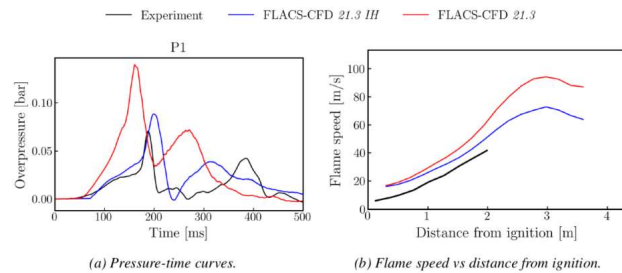 Experiment FLACS-CFD 21.3 IH FLACS-CFD 21.3
P1
Overpressure [bar]
0.10
0.05
0.00
0 100 200 300 400 500
Time [ms]
(a) Pressure-time curves.
Flame speed [m/s]
100
80
60
40
20
0
0 1 2 3 4
Distance from ignition [m]
(b) Flame speed vs distance from ignition.